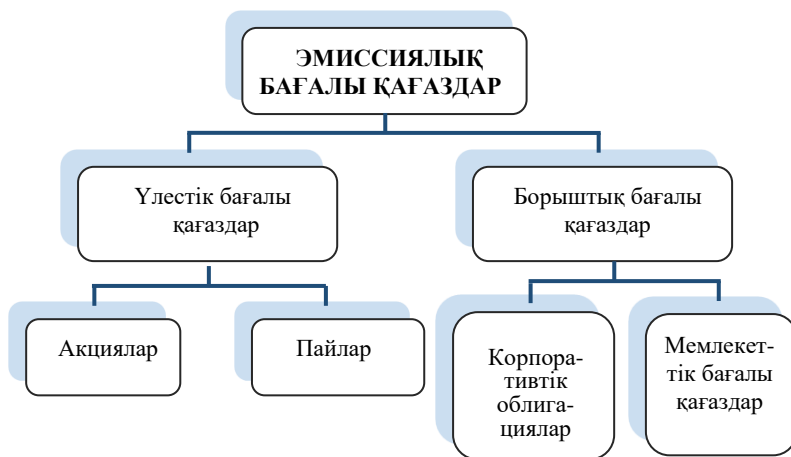 ЭМИССИЯЛЫҚ
БАҒАЛЫ ҚАҒАЗДАР
Үлестік бағалы
қағаздар
Борыштық бағалы
қағаздар
Акциялар
Пайлар
Корпора-
тивтік
облига-
циялар
Мемлекет-
тік бағалы
қағаздар